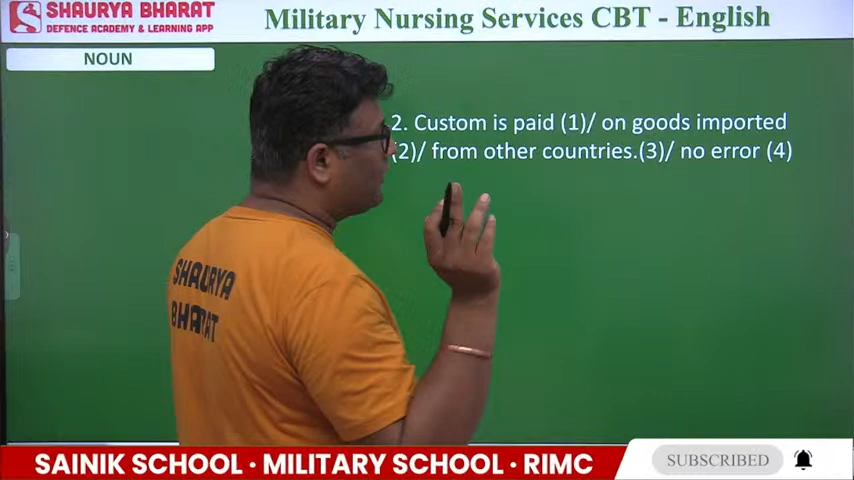 SHAURYA BHARAT
DEFENCE ACADEMY & LEARNING APP
Military Nursing Services CBT - English
NOUN
2. Custom is paid (1)/ on goods imported
(2)/ from other countries.(3)/ no error (4)
SHAURYA
BHARAT
SAINIK SCHOOL · MILITARY SCHOOL · RIMC
SUBSCRIBED